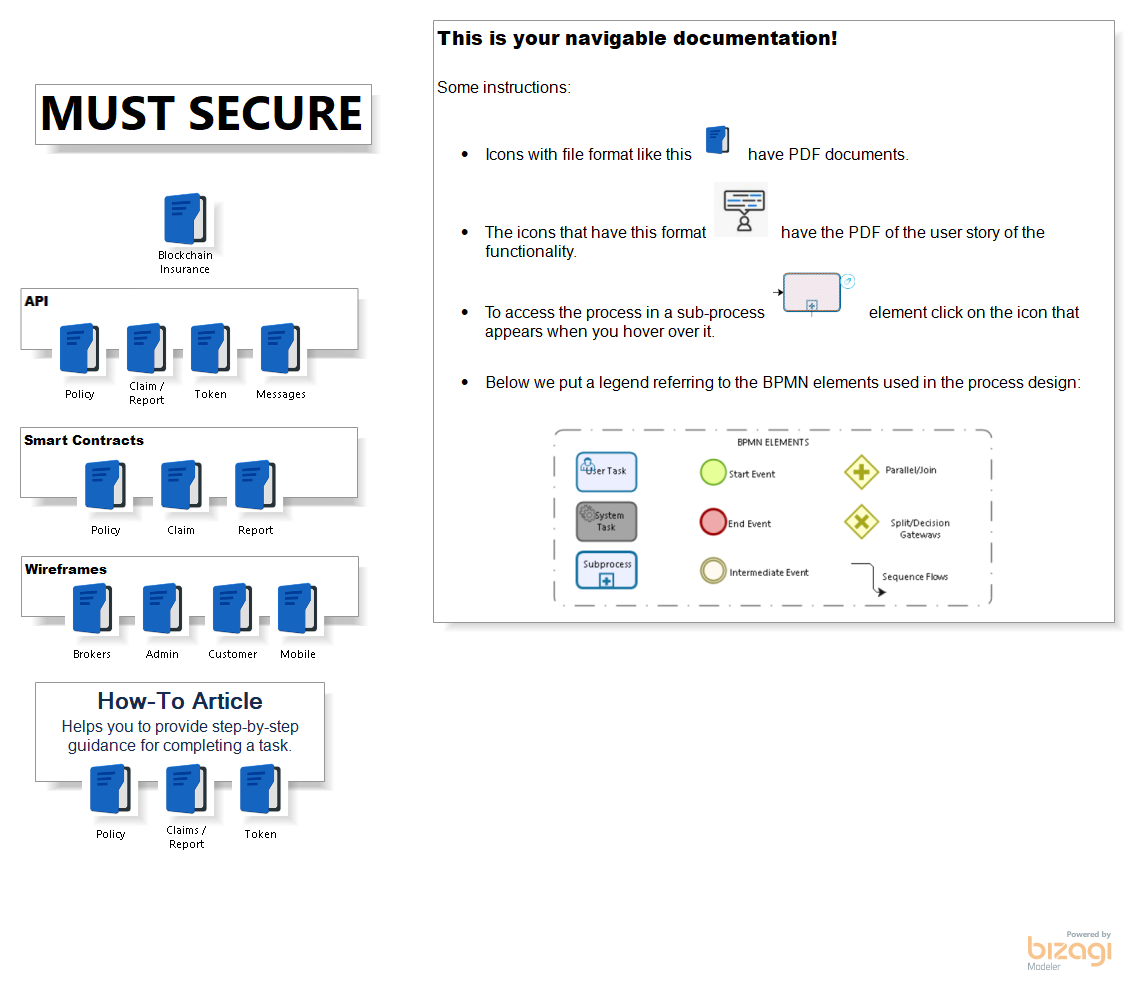 MUST SECURE
Blockchain
Insurance
API
Policy
Claim /
Report
Token
Messages
Smart Contracts
Policy
Claim
Report
Wireframes
Brokers
Admin
Customer
Mobile
How-To Article
Helps you to provide step-by-step
guidance for completing a task.
Policy
Claims /
Report
Token
This is your navigable documentation!
Some instructions:
• Icons with file format like this have PDF documents.
• The icons that have this format have the PDF of the user story of the
functionality.
• To access the process in a sub-process element click on the icon that
appears when you hover over it.
• Below we put a legend referring to the BPMN elements used in the process design:
BPMN ELEMENTS
User Task
Start Event
Parallel/Join
System
Task
End Event
Split/Decision
Gateways
Subprocess
Intermediate Event
Sequence Flows
Powered by
bizagi
Modeler